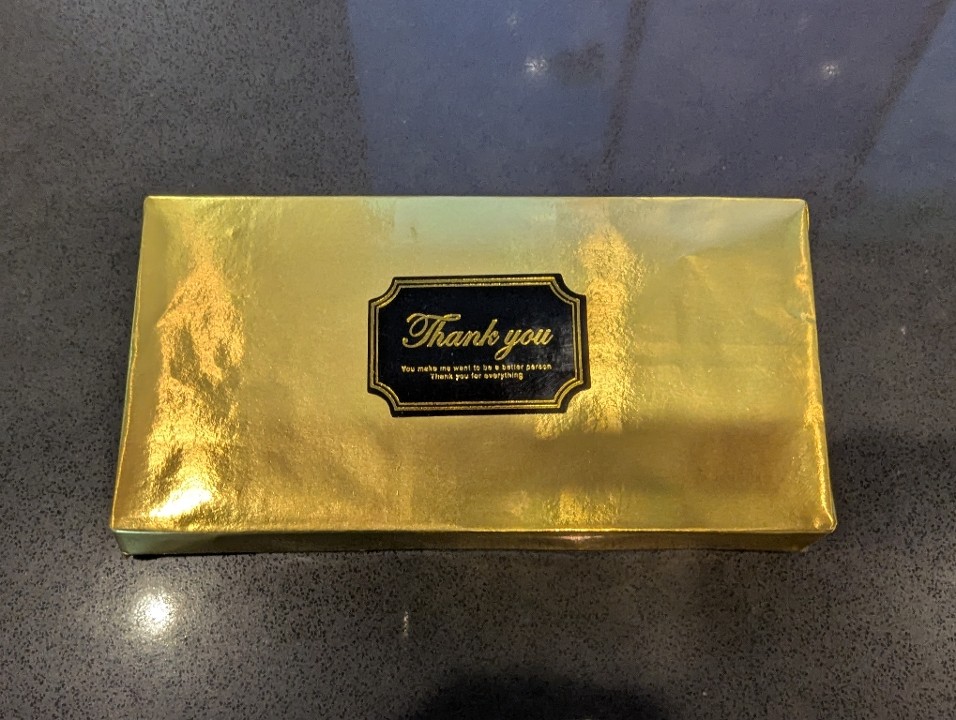 Thank you
You make me want to be a better person
Thank you for everything